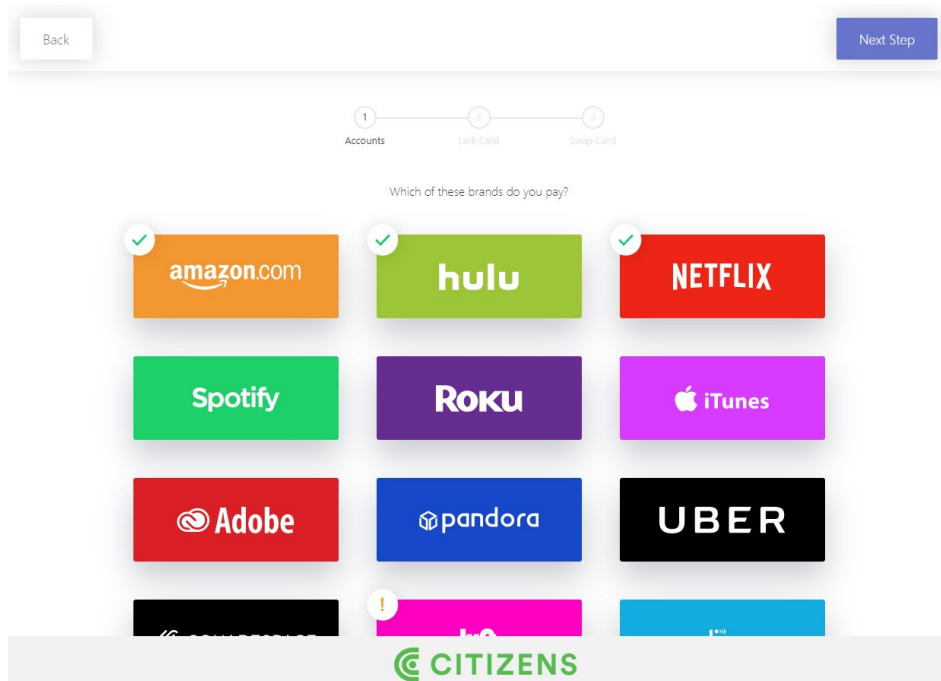 Back
Next Step
1
2
3
Accounts
Link Card
Swap Card
Which of these brands do you pay?
amazon.com
hulu
NETFLIX
Spotify
ROKU
iTunes
Adobe
pandora
UBER
!
CITIZENS